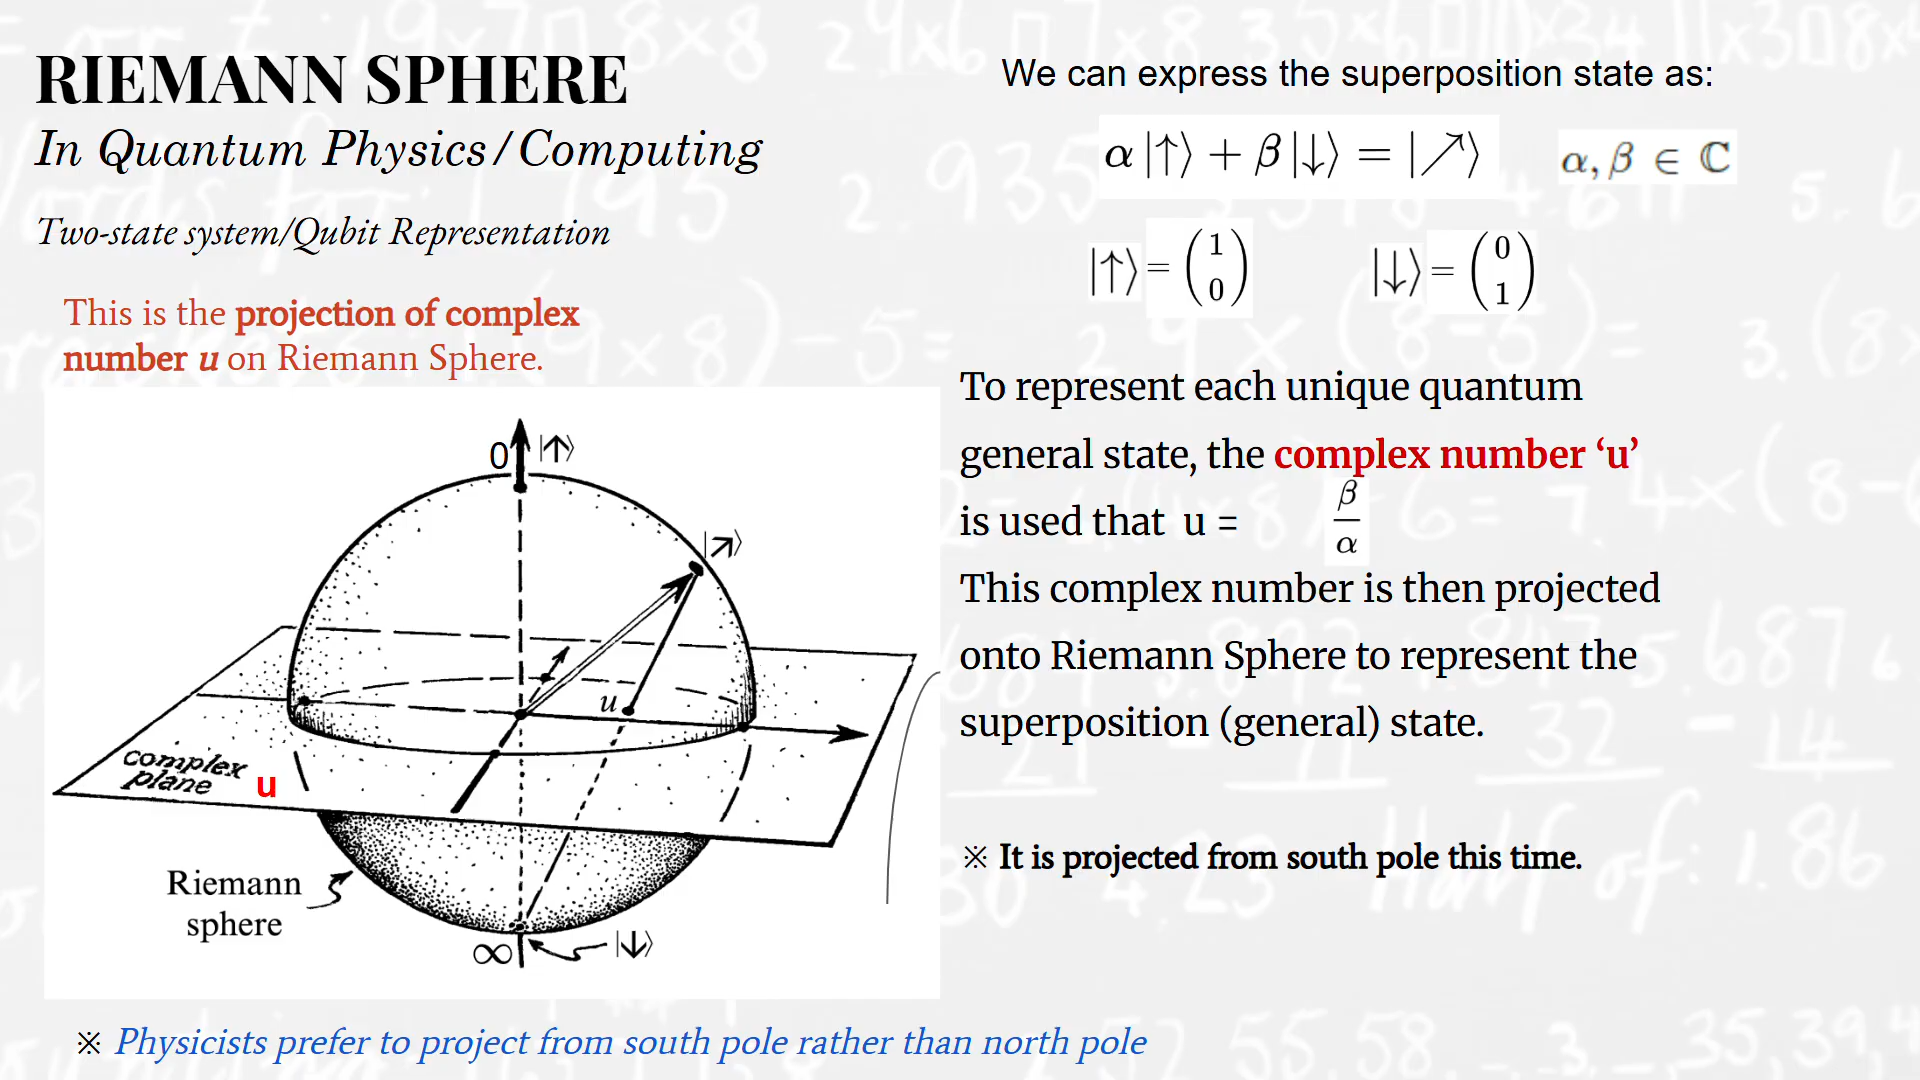 RIEMANN SPHERE
In Quantum Physics/Computing
Two-state system/Qubit Representation
This is the projection of complex
number u on Riemann Sphere.
0 |↑⟩
|↗⟩
u
complex
plane u
Riemann
sphere
∞ |↓⟩
※ Physicists prefer to project from south pole rather than north pole
We can express the superposition state as:
α|↑⟩ + β|↓⟩ = |↗⟩ α, β ∈ ℂ
|↑⟩ = (1 0) |↓⟩ = (0 1)
To represent each unique quantum
general state, the complex number ‘u’
is used that u = β/α
This complex number is then projected
onto Riemann Sphere to represent the
superposition (general) state.
※ It is projected from south pole this time.